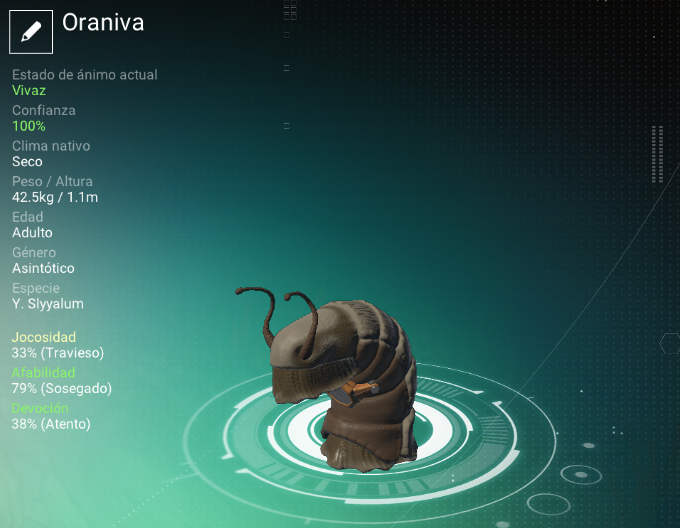 Oraniva
Estado de ánimo actual
Vivaz
Confianza
100%
Clima nativo
Seco
Peso / Altura
42.5kg / 1.1m
Edad
Adulto
Género
Asintótico
Especie
Y. Slyyalum
Jocosidad
33% (Travieso)
Afabilidad
79% (Sosegado)
Devoción
38% (Atento)